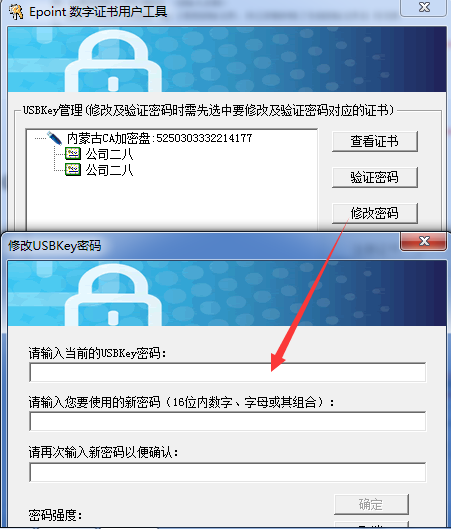 Epoint 数字证书用户工具
USBKey管理(修改及验证密码时需先选中要修改及验证密码对应的证书)
内蒙古CA加密盘:5250303332214177
公司二八
公司二八
查看证书
验证密码
修改密码
修改USBKey密码
请输入当前的USBKey密码:
请输入您要使用的新密码(16位内数字、字母或其组合):
请再次输入新密码以便确认:
确定
密码强度: